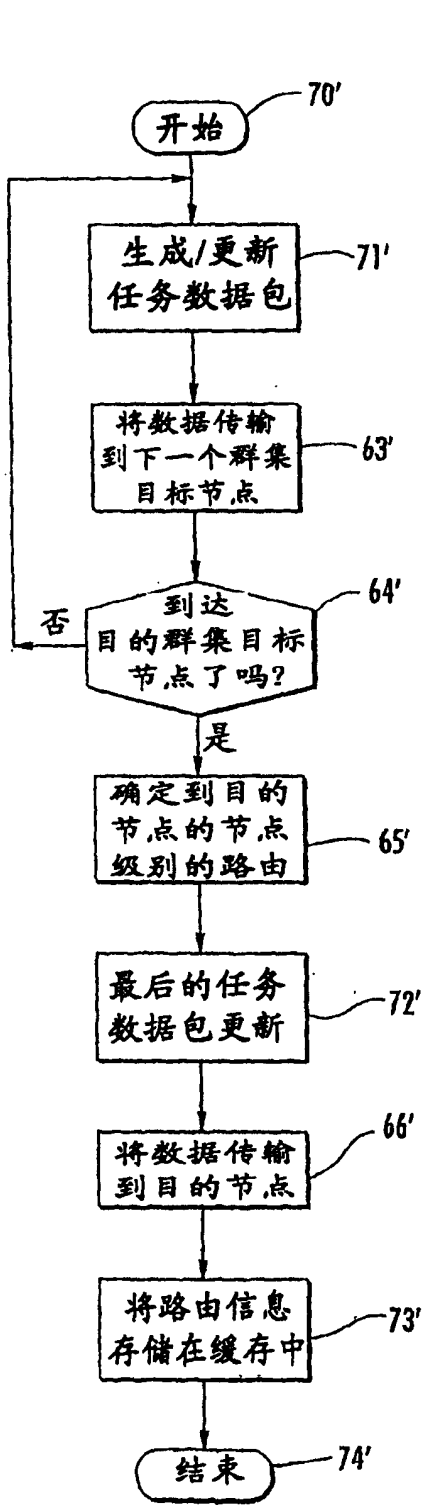 70'
开始
生成/更新
任务数据包
71'
将数据传输
到下一个群集
目标节点
63'
到达
目的群集目标
节点了吗?
64'
否
是
确定到目的
节点的节点
级别的路由
65'
最后的任务
数据包更新
72'
将数据传输
到目的节点
66'
将路由信息
存储在缓存中
73'
结束
74'